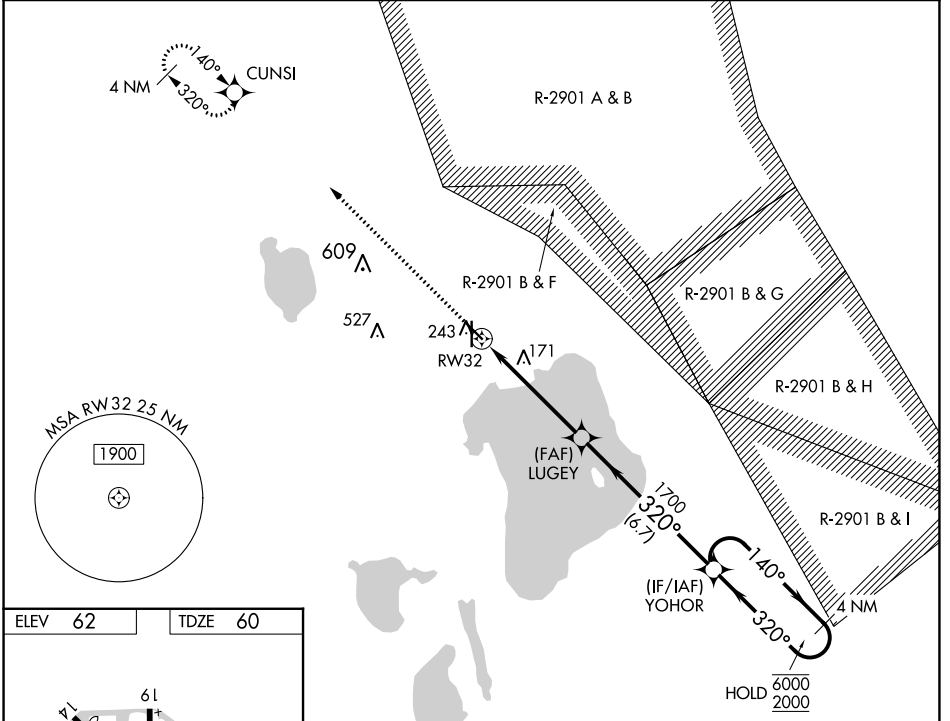 140°
CUNSI
4 NM
320°
R-2901 A & B
609
R-2901 B & F
R-2901 B & G
527
243
RW32
171
R-2901 B & H
MSA RW32 25 NM
1900
(FAF)
LUGEY
1700
320°
(6.7)
R-2901 B & I
140°
(IF/IAF)
YOHOR
4 NM
320°
ELEV 62
TDZE 60
HOLD
6000
2000
19
14